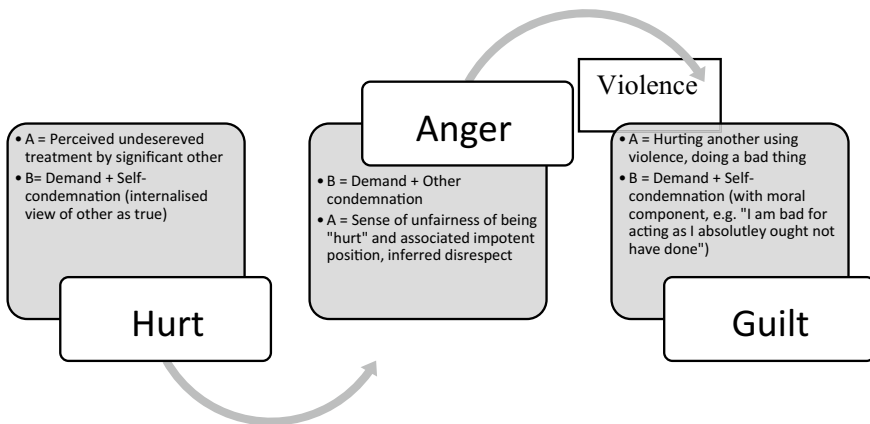 • A = Perceived undesereved
treatment by significant other
• B= Demand + Self-
condemnation (internalised
view of other as true)
Hurt
Anger
• B = Demand + Other
condemnation
• A = Sense of unfairness of being
"hurt" and associated impotent
position, inferred disrespect
Violence
• A = Hurting another using
violence, doing a bad thing
• B = Demand + Self-
condemnation (with moral
component, e.g. "I am bad for
acting as I absolutley ought not
have done")
Guilt